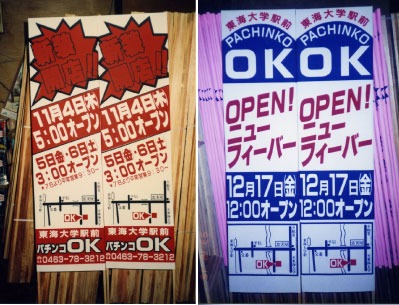 新装
開店!!
11月4日木
5:00オープン
5日金・6日土
3:00オープン
OK
東海大学駅前
パチンコOK
☎0463-78-3212
新装
開店!!
11月4日木
5:00オープン
5日金・6日土
3:00オープン
OK
東海大学駅前
パチンコOK
☎0463-78-3212
東海大学駅前
PACHINKO
OK
OPEN!
ニュー
フィーバー
12月17日金
12:00オープン
OK
東海大学駅前
PACHINKO
OK
OPEN!
ニュー
フィーバー
12月17日金
12:00オープン
OK